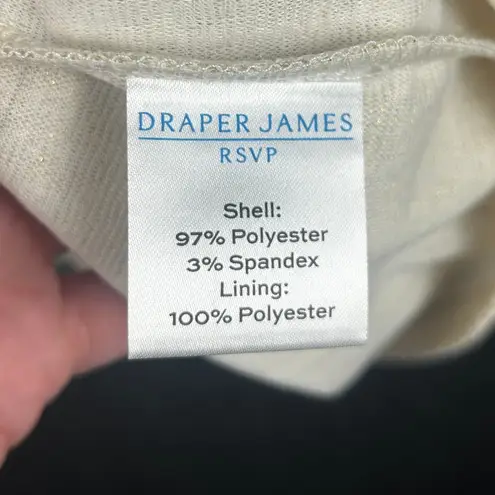 DRAPER JAMES
RSVP
Shell:
97% Polyester
3% Spandex
Lining:
100% Polyester